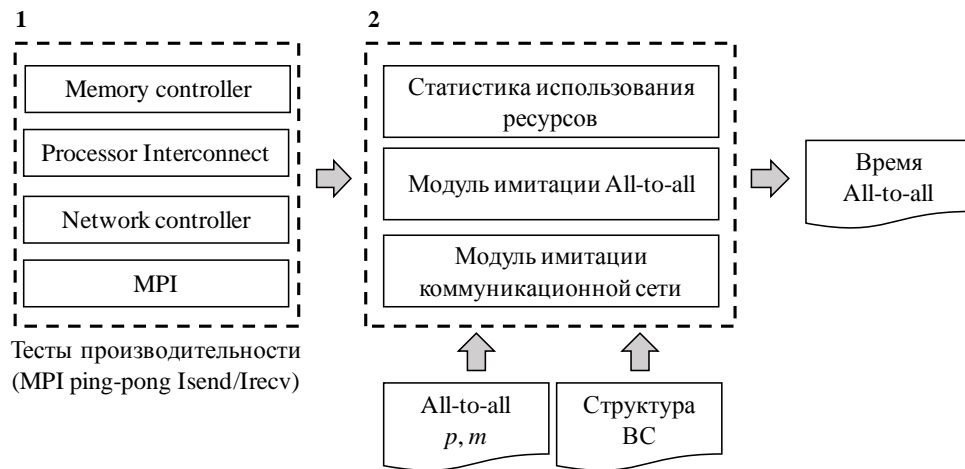 1
Memory controller
Processor Interconnect
Network controller
MPI
Тесты производительности
(MPI ping-pong Isend/Irecv)
2
Статистика использования
ресурсов
Модуль имитации All-to-all
Модуль имитации
коммуникационной сети
All-to-all
p, m
Структура
ВС
Время
All-to-all